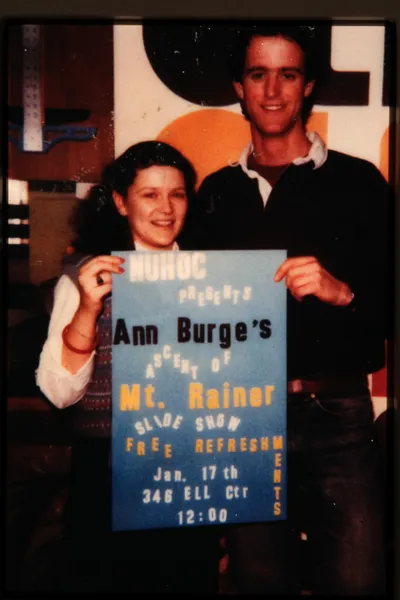 NUHOC
PRESENTS
Ann Burge's
ASCENT OF
Mt. Rainer
SLIDE SHOW
FREE REFRESHMENTS
Jan. 17th
346 ELL Ctr
12:00